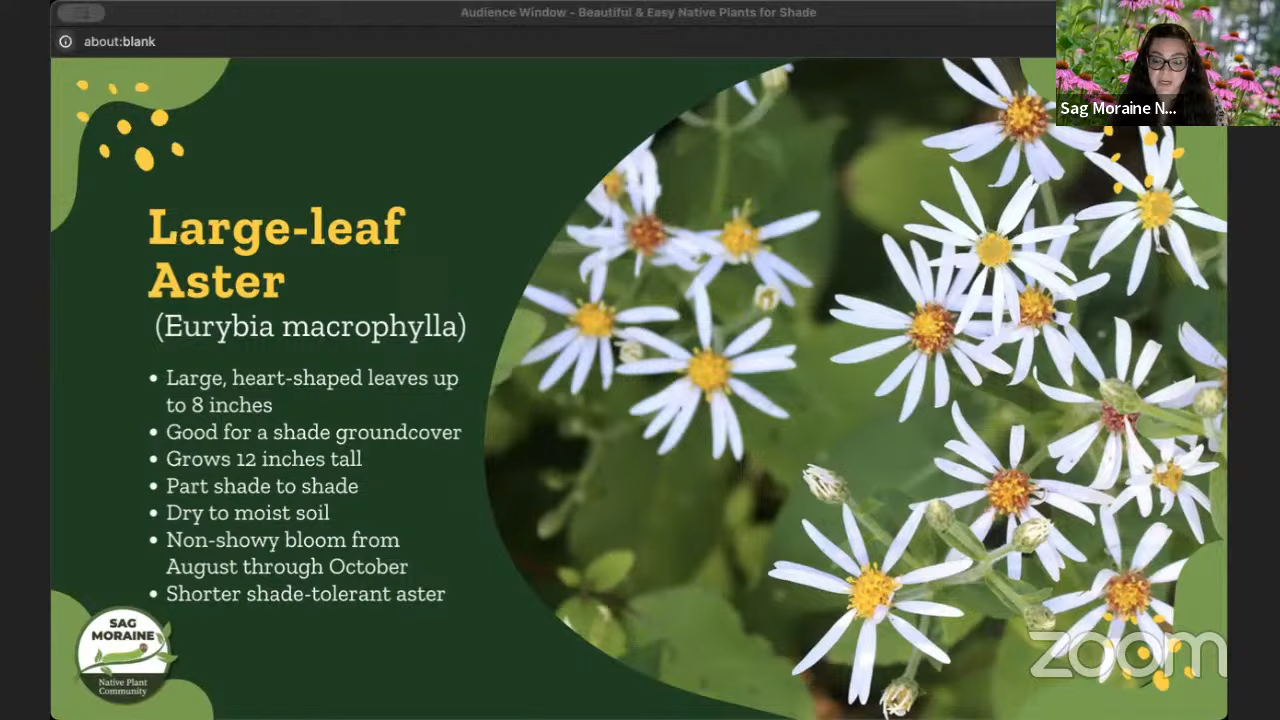 Audience Window - Beautiful & Easy Native Plants for Shade
about:blank
Sag Moraine N...
Large-leaf
Aster
(Eurybia macrophylla)
• Large, heart-shaped leaves up
to 8 inches
• Good for a shade groundcover
• Grows 12 inches tall
• Part shade to shade
• Dry to moist soil
• Non-showy bloom from
August through October
• Shorter shade-tolerant aster
SAG
MORAINE
Native Plant
Community
zoom